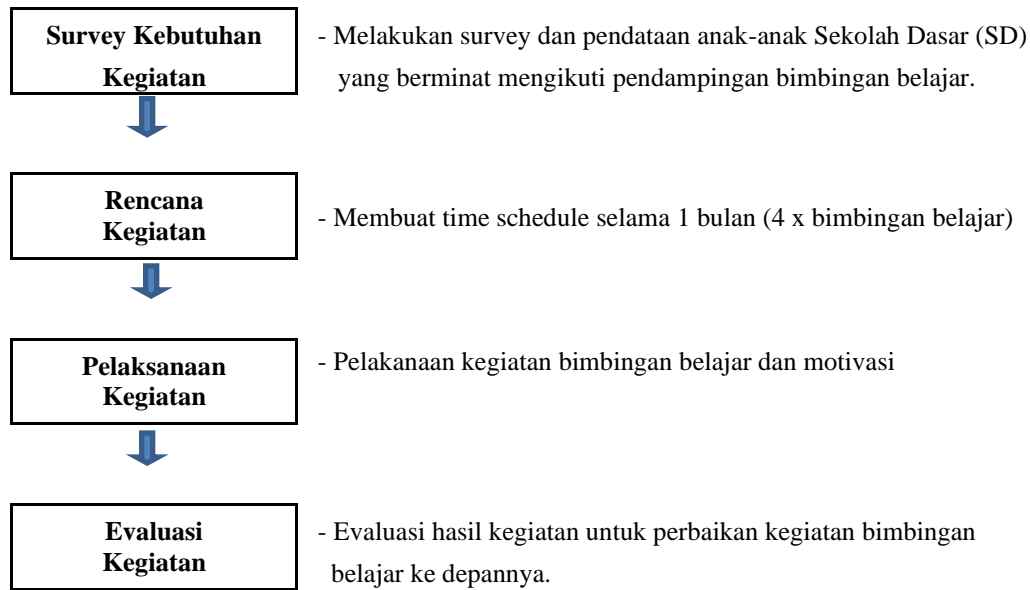 Survey Kebutuhan
Kegiatan
- Melakukan survey dan pendataan anak-anak Sekolah Dasar (SD)
yang berminat mengikuti pendampingan bimbingan belajar.
Rencana
Kegiatan
- Membuat time schedule selama 1 bulan (4 x bimbingan belajar)
Pelaksanaan
Kegiatan
- Pelakanaan kegiatan bimbingan belajar dan motivasi
Evaluasi
Kegiatan
- Evaluasi hasil kegiatan untuk perbaikan kegiatan bimbingan
belajar ke depannya.